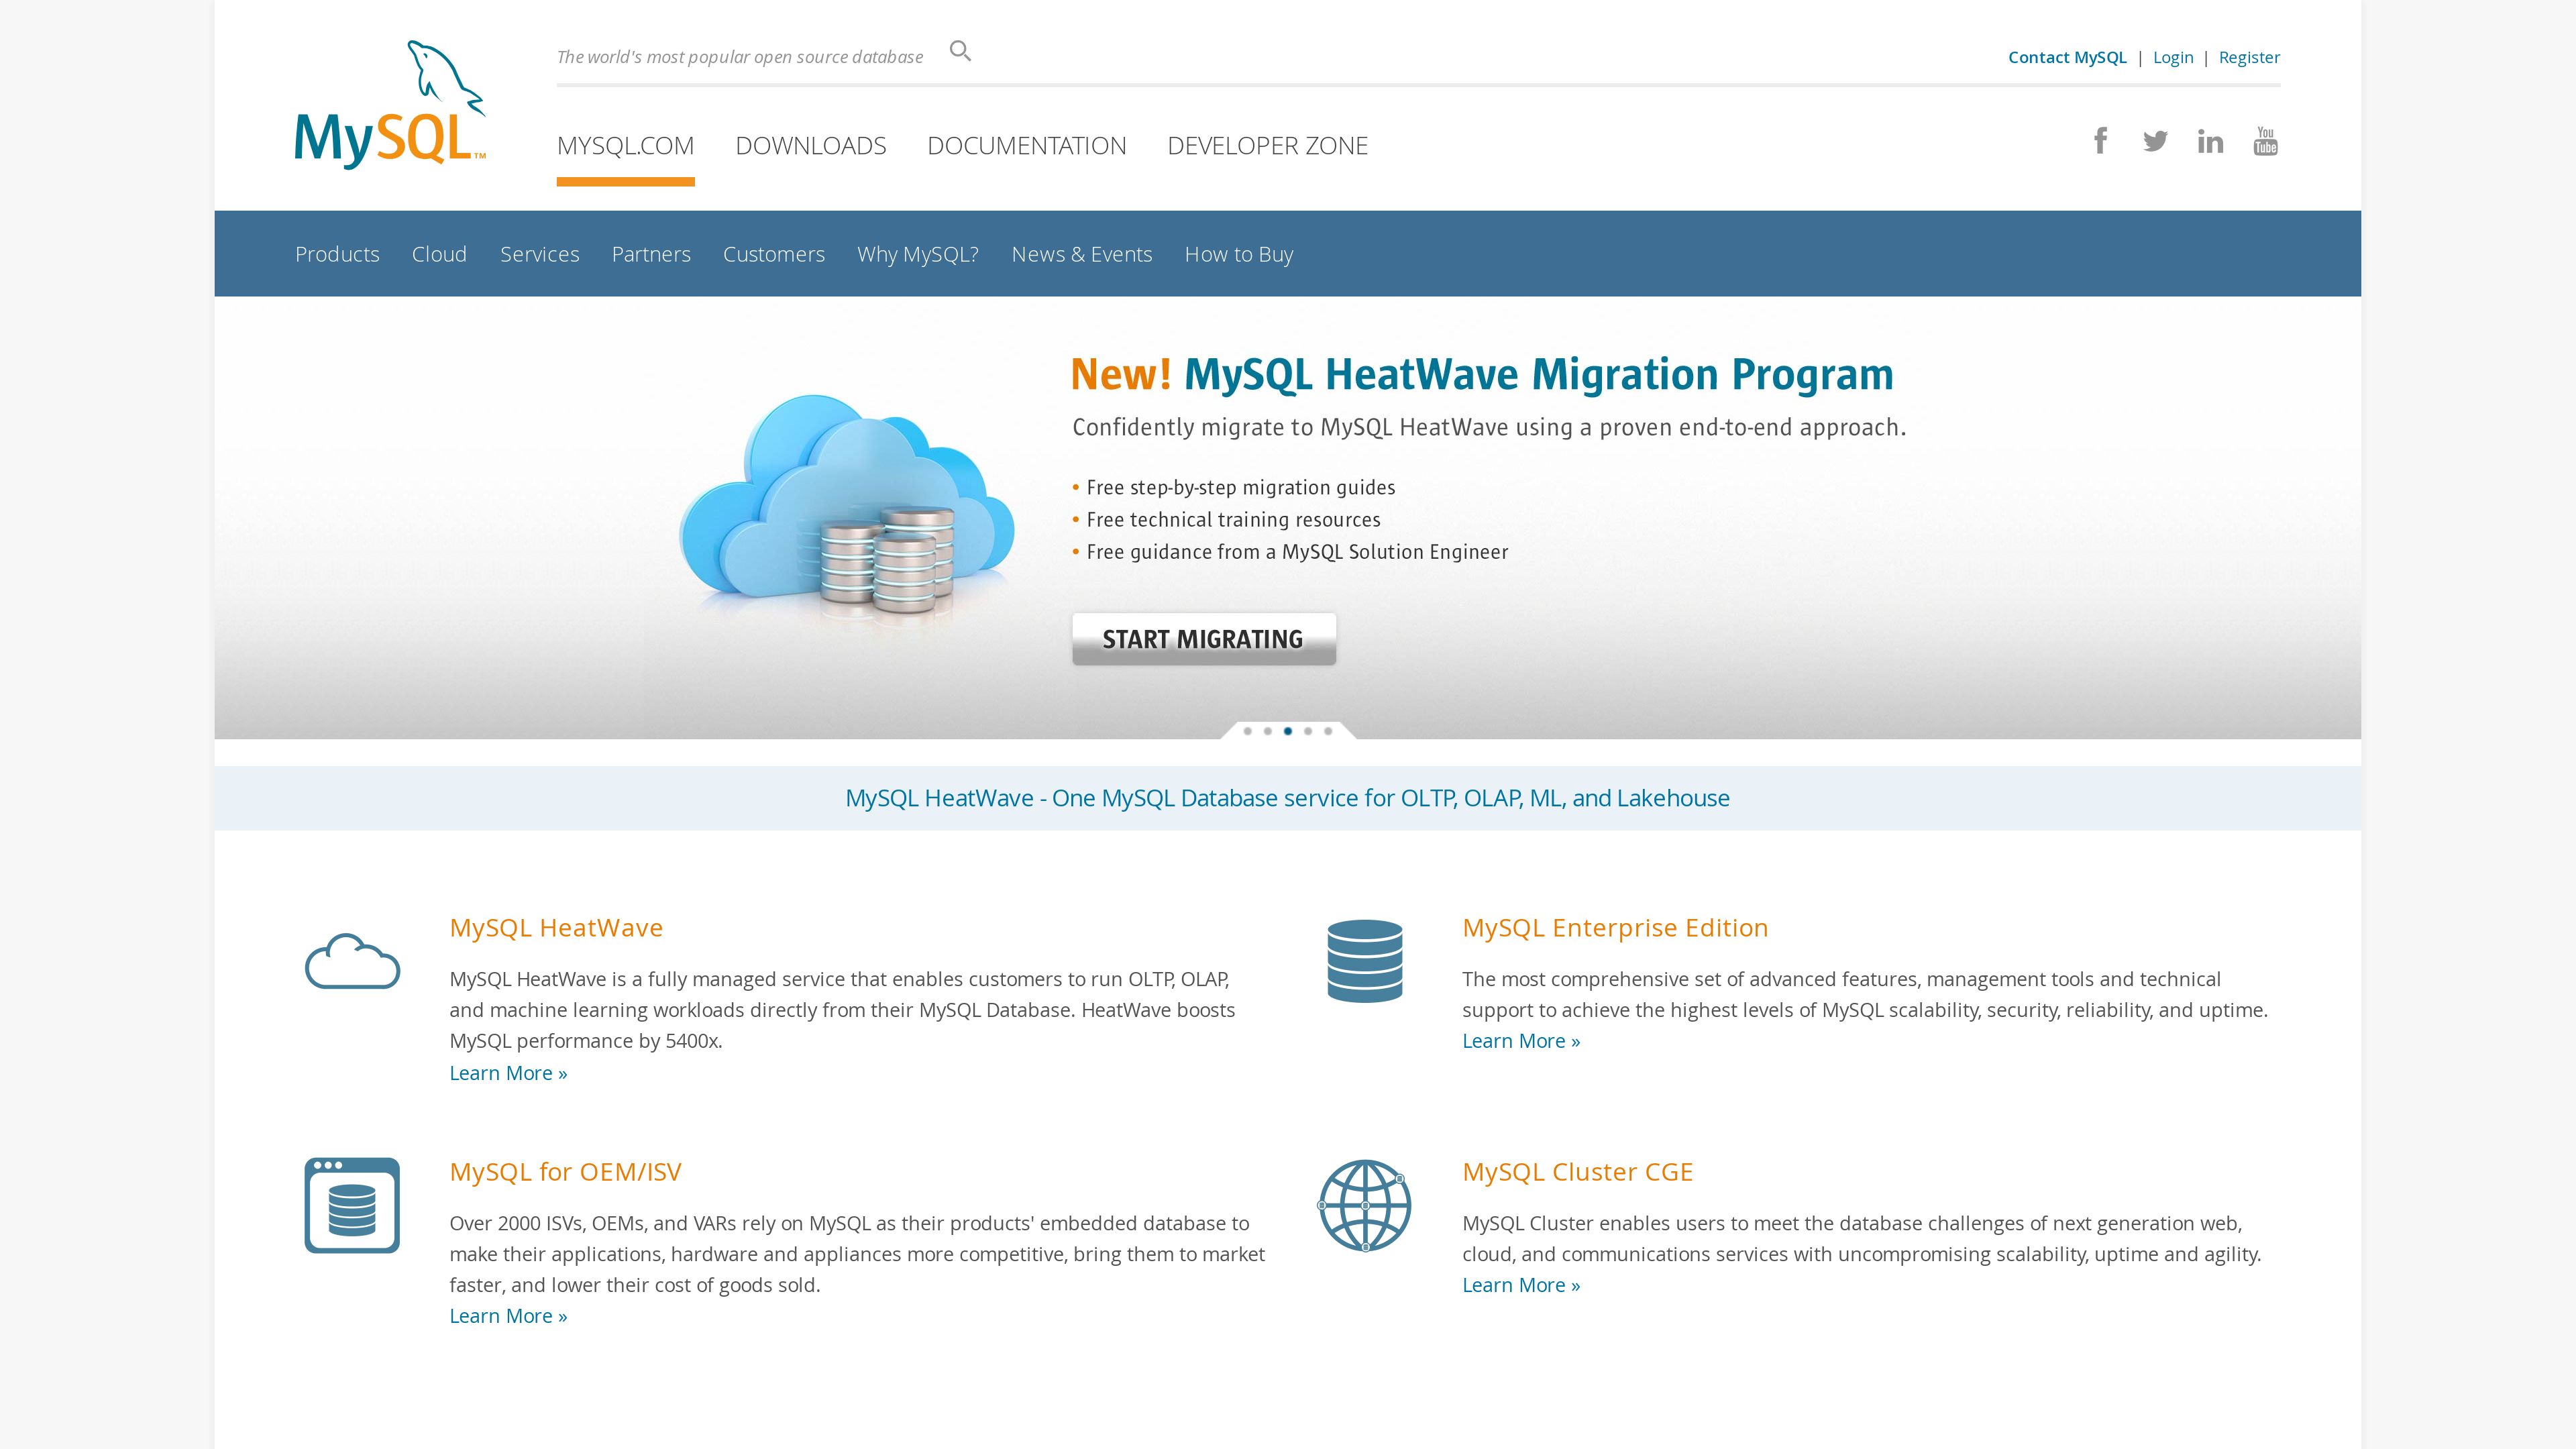 MySQL™
The world's most popular open source database
Contact MySQL | Login | Register
MYSQL.COM DOWNLOADS DOCUMENTATION DEVELOPER ZONE
You
Tube
Products Cloud Services Partners Customers Why MySQL? News & Events How to Buy
New! MySQL HeatWave Migration Program
Confidently migrate to MySQL HeatWave using a proven end-to-end approach.
• Free step-by-step migration guides
• Free technical training resources
• Free guidance from a MySQL Solution Engineer
START MIGRATING
MySQL HeatWave - One MySQL Database service for OLTP, OLAP, ML, and Lakehouse
MySQL HeatWave
MySQL HeatWave is a fully managed service that enables customers to run OLTP, OLAP,
and machine learning workloads directly from their MySQL Database. HeatWave boosts
MySQL performance by 5400x.
Learn More »
MySQL Enterprise Edition
The most comprehensive set of advanced features, management tools and technical
support to achieve the highest levels of MySQL scalability, security, reliability, and uptime.
Learn More »
MySQL for OEM/ISV
Over 2000 ISVs, OEMs, and VARs rely on MySQL as their products' embedded database to
make their applications, hardware and appliances more competitive, bring them to market
faster, and lower their cost of goods sold.
Learn More »
MySQL Cluster CGE
MySQL Cluster enables users to meet the database challenges of next generation web,
cloud, and communications services with uncompromising scalability, uptime and agility.
Learn More »